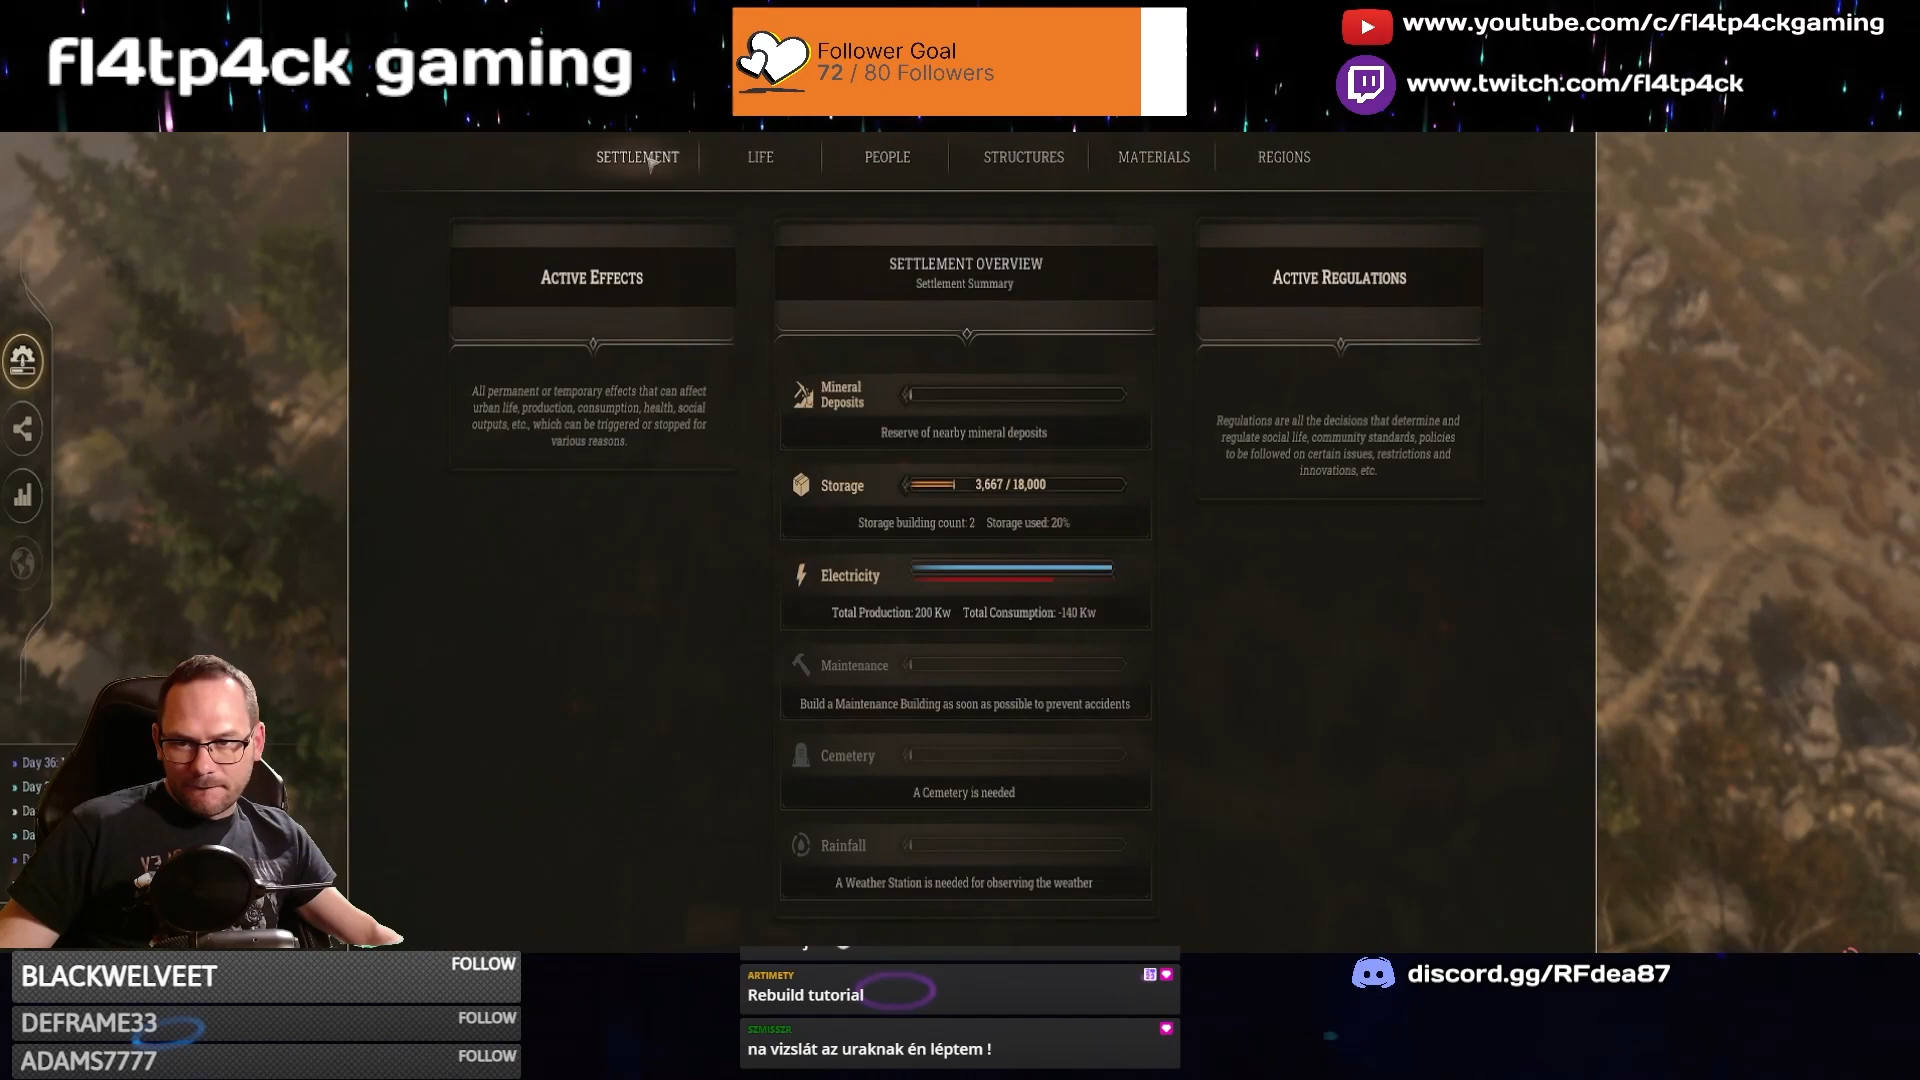 fl4tp4ck gaming
Follower Goal
72 / 80 Followers
www.youtube.com/c/fl4tp4ckgaming
www.twitch.com/fl4tp4ck
SETTLEMENT
LIFE
PEOPLE
STRUCTURES
MATERIALS
REGIONS
ACTIVE EFFECTS
All permanent or temporary effects that can affect
urban life, production, consumption, health, social
outputs, etc., which can be triggered or stopped for
various reasons.
SETTLEMENT OVERVIEW
Settlement Summary
Mineral
Deposits
Reserve of nearby mineral deposits
Storage
3,667 / 18,000
Storage building count: 2 Storage used: 20%
Electricity
Total Production: 200 Kw Total Consumption: -140 Kw
Maintenance
Build a Maintenance Building as soon as possible to prevent accidents
Cemetery
A Cemetery is needed
Rainfall
A Weather Station is needed for observing the weather
ACTIVE REGULATIONS
Regulations are all the decisions that determine and
regulate social life, community standards, policies
to be followed on certain issues, restrictions and
innovations, etc.
» Day 36:
» Day
» Da
» Da
BLACKWELVEET FOLLOW
DEFRAME33 FOLLOW
ADAMS7777 FOLLOW
ARTIMETY
Rebuild tutorial
SZMISSZR
na vizslát az uraknak én léptem !
discord.gg/RFdea87